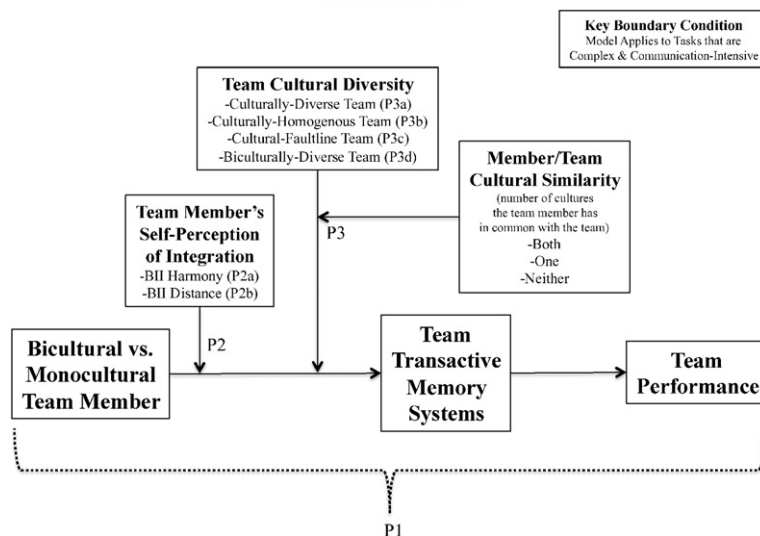 Key Boundary Condition
Model Applies to Tasks that are
Complex & Communication-Intensive
Team Cultural Diversity
-Culturally-Diverse Team (P3a)
-Culturally-Homogenous Team (P3b)
-Cultural-Faultline Team (P3c)
-Biculturally-Diverse Team (P3d)
Member/Team
Cultural Similarity
(number of cultures
the team member has
in common with the team)
-Both
-One
-Neither
P3
Team Member's
Self-Perception
of Integration
-BII Harmony (P2a)
-BII Distance (P2b)
P2
Bicultural vs.
Monocultural
Team Member
Team
Transactive
Memory
Systems
Team
Performance
P1